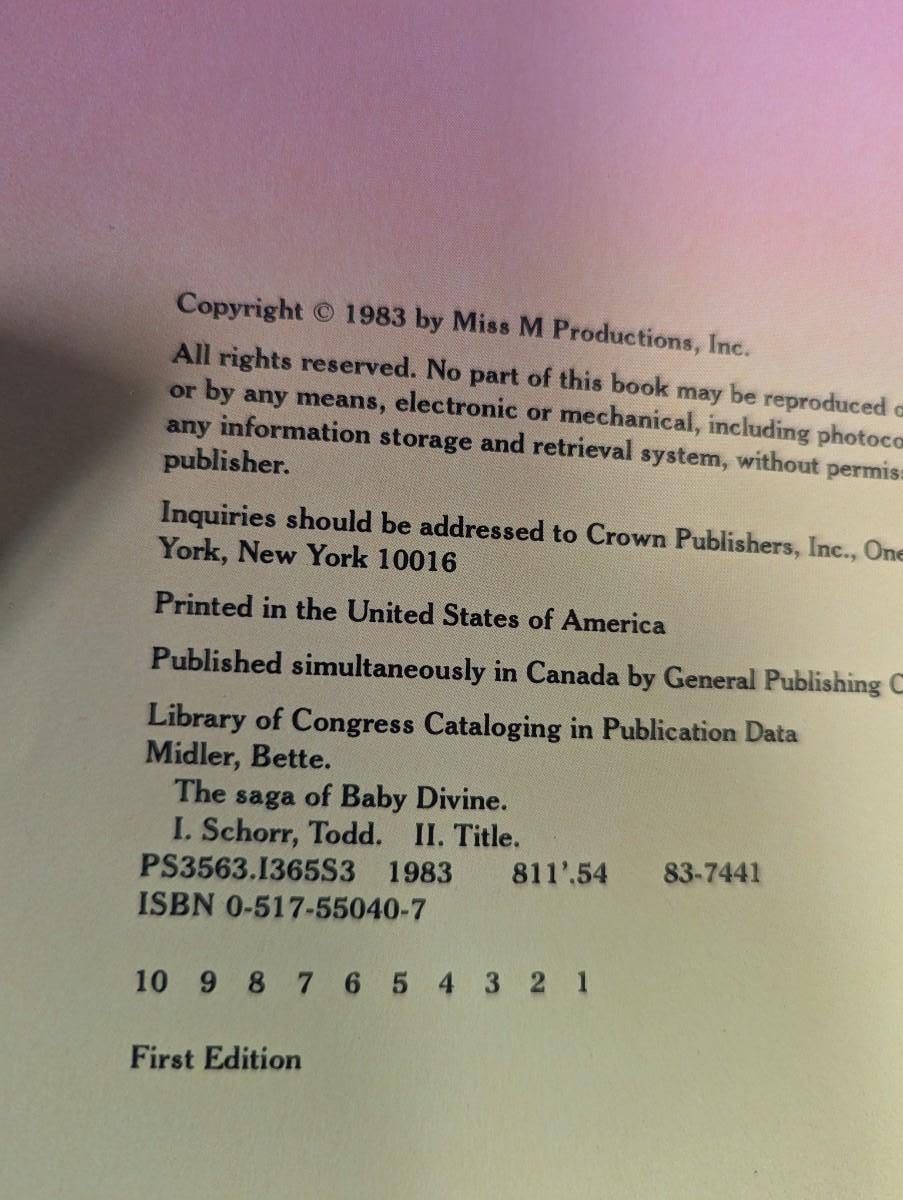 Copyright © 1983 by Miss M Productions, Inc.
All rights reserved. No part of this book may be reproduced
or by any means, electronic or mechanical, including photoco
any information storage and retrieval system, without permis
publisher.
Inquiries should be addressed to Crown Publishers, Inc., One
York, New York 10016
Printed in the United States of America
Published simultaneously in Canada by General Publishing C
Library of Congress Cataloging in Publication Data
Midler, Bette.
The saga of Baby Divine.
I. Schorr, Todd. II. Title.
PS3563.I365S3 1983 811'.54 83-7441
ISBN 0-517-55040-7
10 9 8 7 6 5 4 3 2 1
First Edition